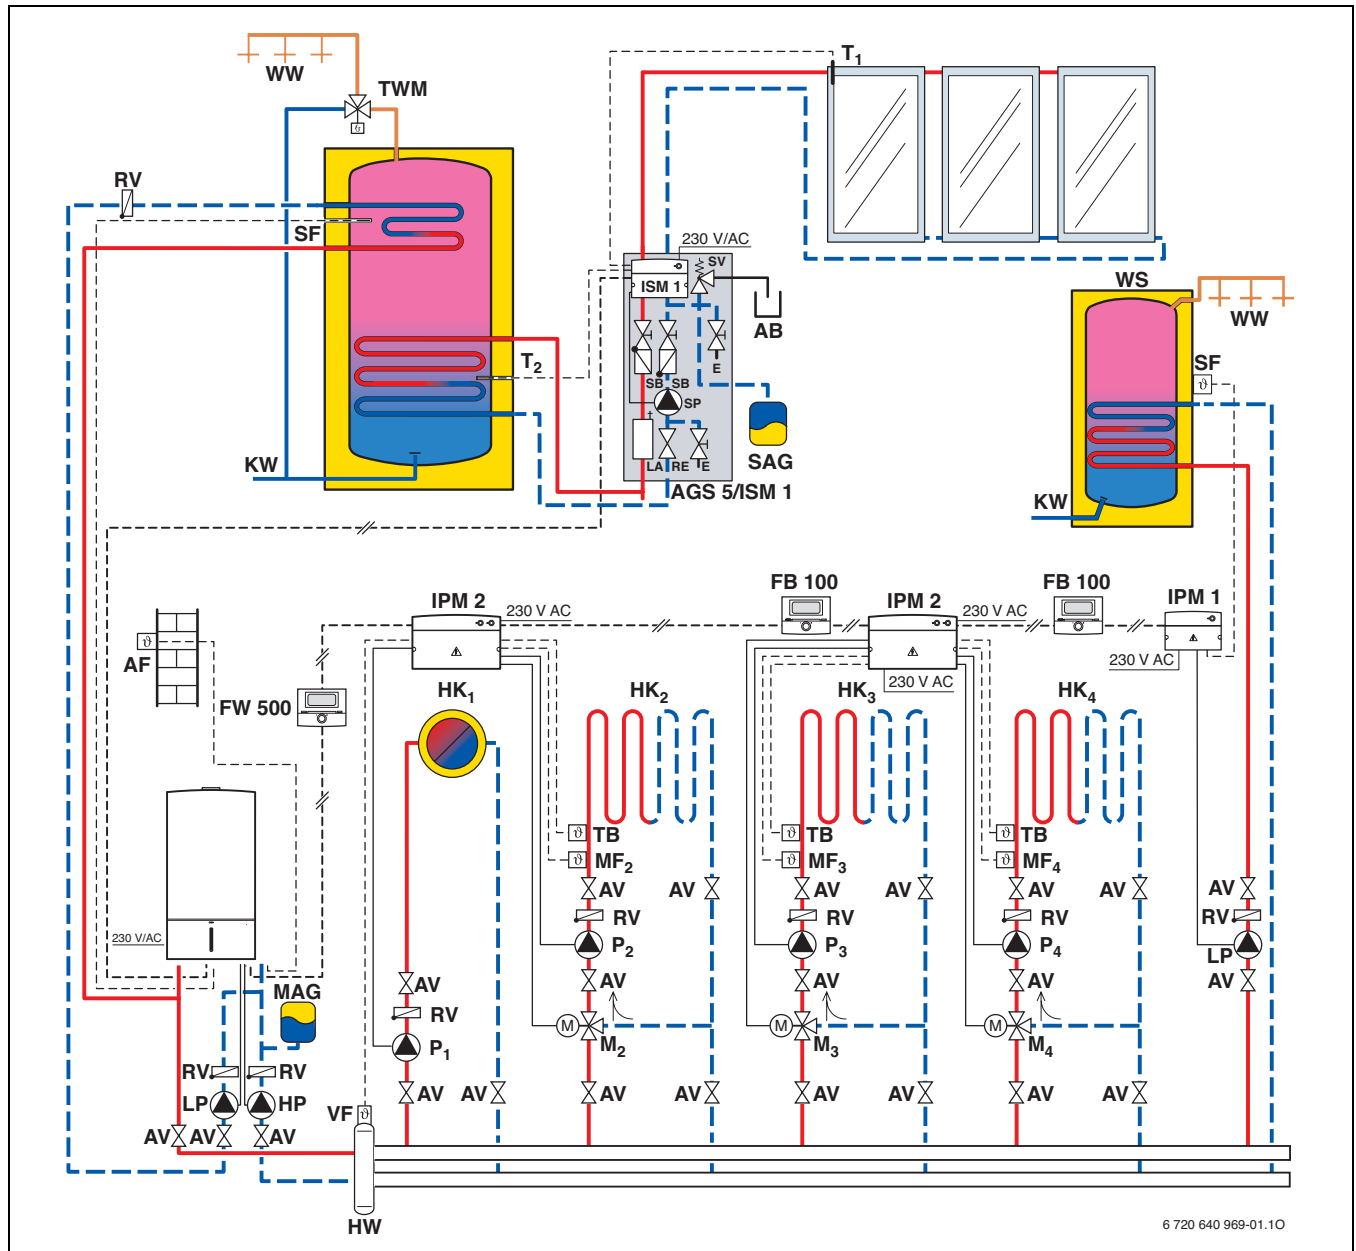 WW
TWM
T1
RV
SF
230 V/AC
SV
ISM 1
AB
WS
WW
E
T2
SF
ϑ
SB SB
SP
t
KW
LA RE E
SAG
AGS 5/ISM 1
KW
FB 100
FB 100
IPM 2
230 V AC
IPM 2
230 V AC
IPM 1
ϑ
AF
230 V AC
230 V AC
FW 500
HK1
HK2
HK3
HK4
ϑ TB
ϑ TB
ϑ TB
ϑ MF2
ϑ MF3
ϑ MF4
AV
AV
AV
AV
AV
AV
AV
RV
RV
RV
RV
230 V/AC
P2
P3
P4
LP
AV
AV
AV
AV
AV
MAG
RV
M
M2
M
M3
M
M4
P1
RV
RV
AV
AV
AV
AV
AV
AV
AV
AV
LP
HP
VF
ϑ
AV
AV
AV
HW
6 720 640 969-01.1O